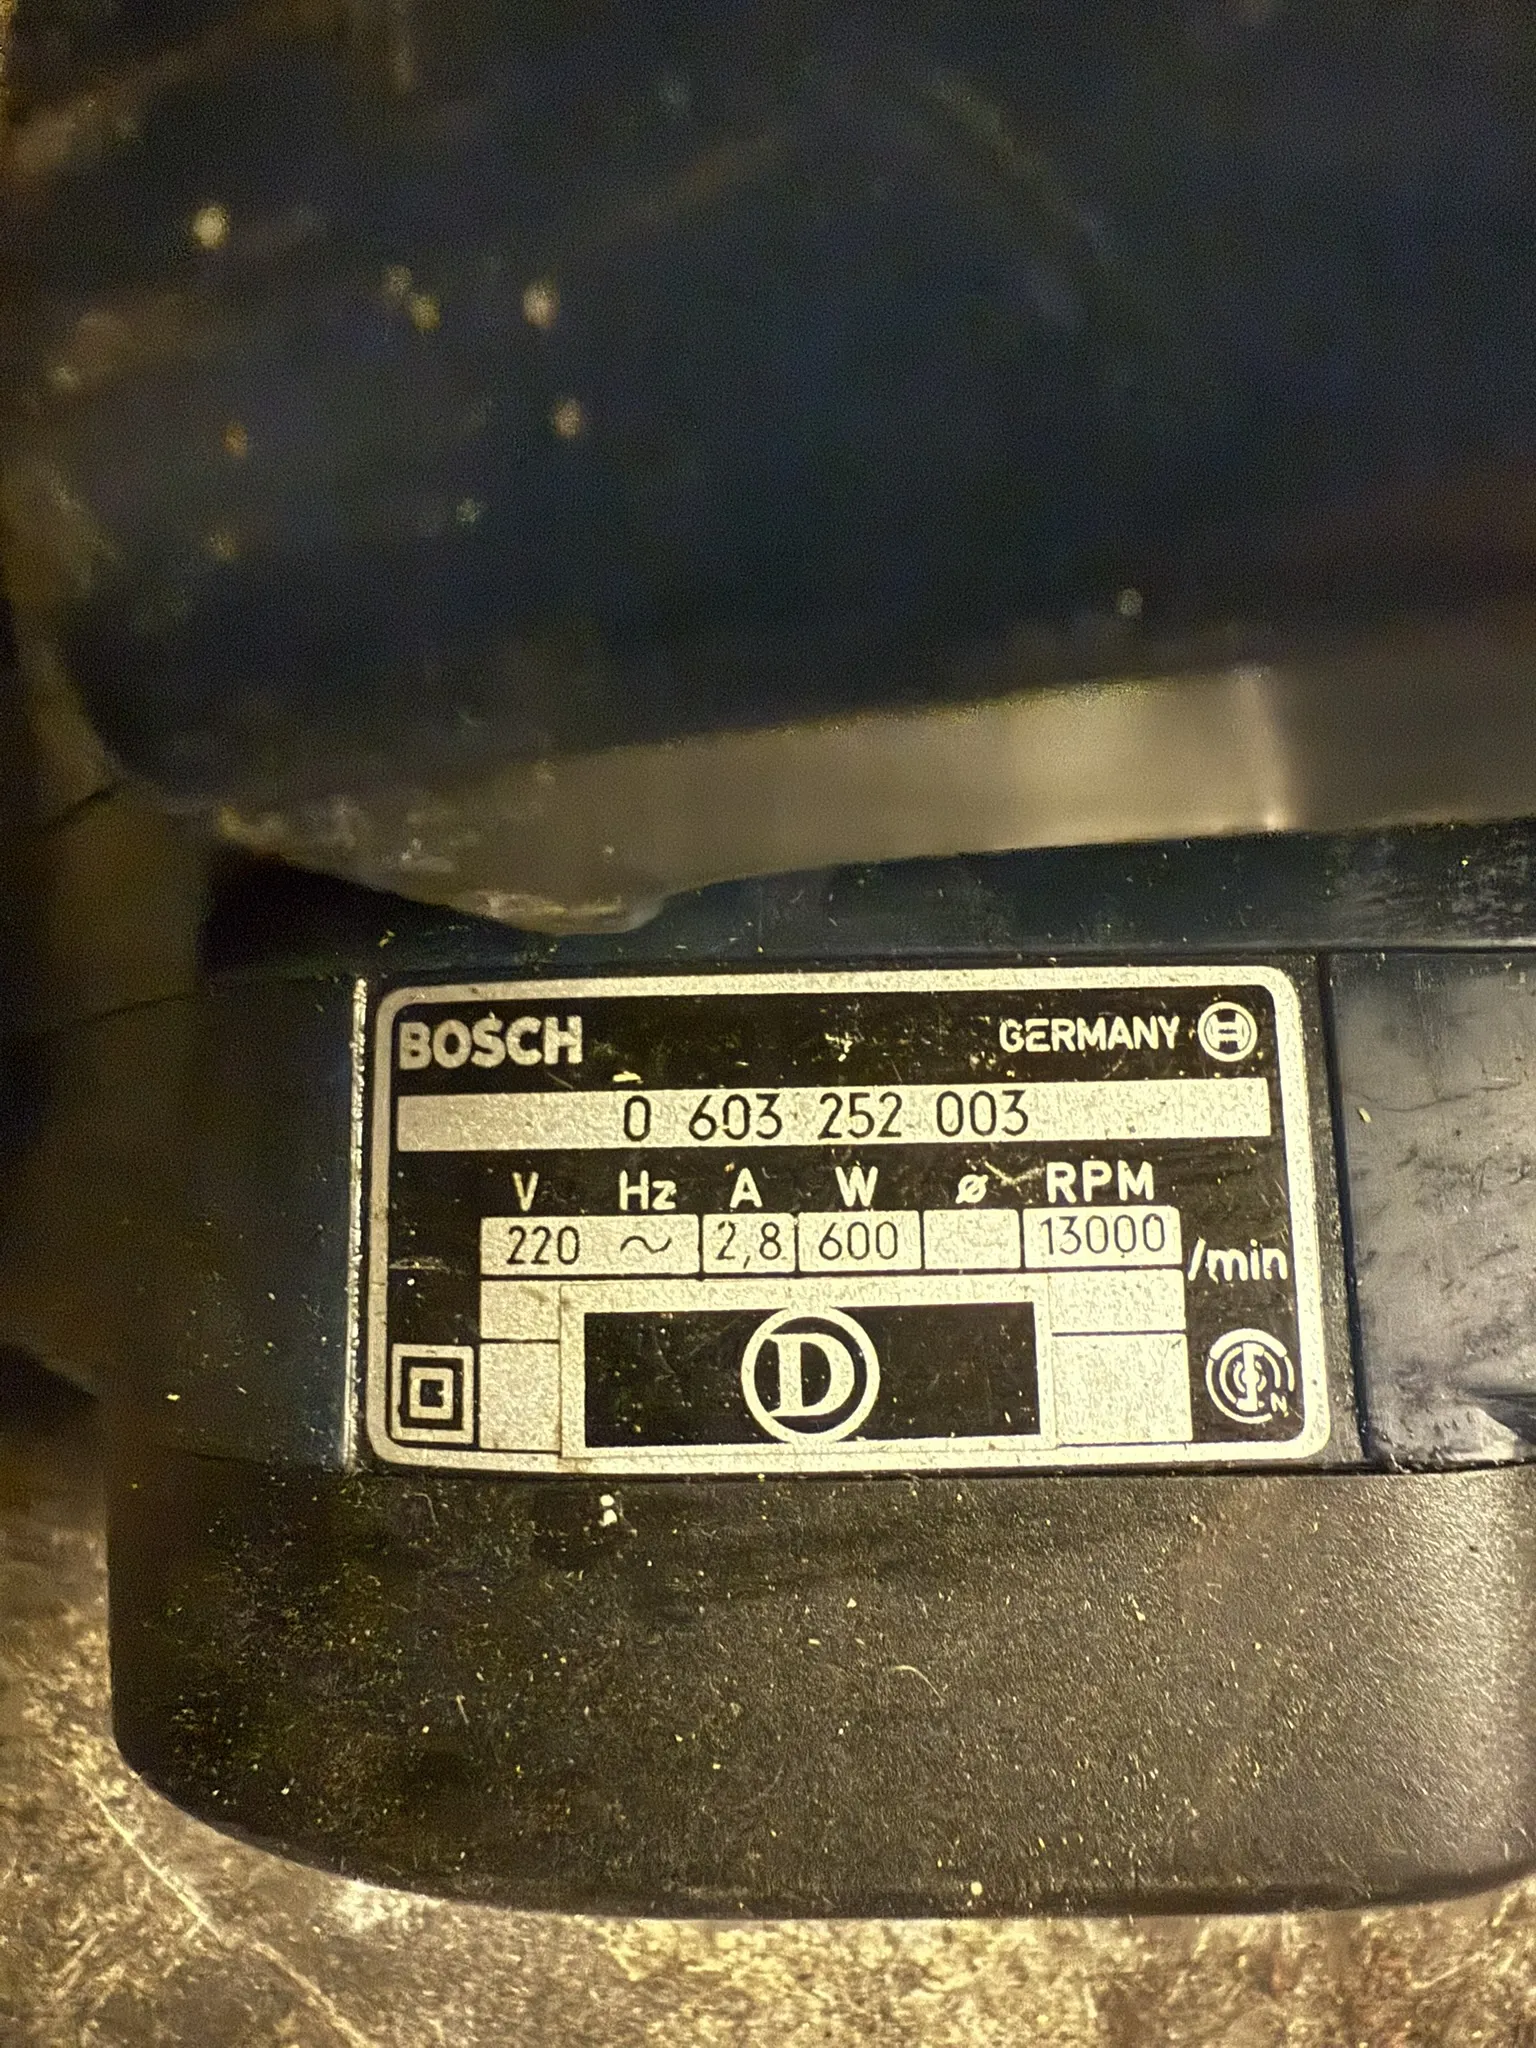 BOSCH GERMANY
0 603 252 003
V Hz A W ø RPM
220 ~ 2,8 600 13000 /min
D
N